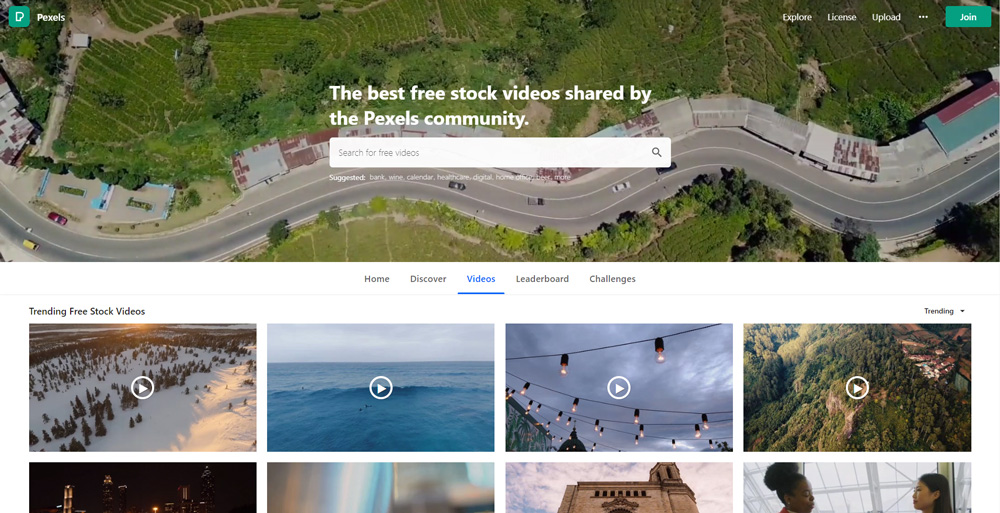 Pexels
Explore License Upload ••• Join
The best free stock videos shared by
the Pexels community.
Search for free videos
Suggested: bank, wine, calendar, healthcare, digital, home office, beer, more
Home Discover Videos Leaderboard Challenges
Trending Free Stock Videos
Trending